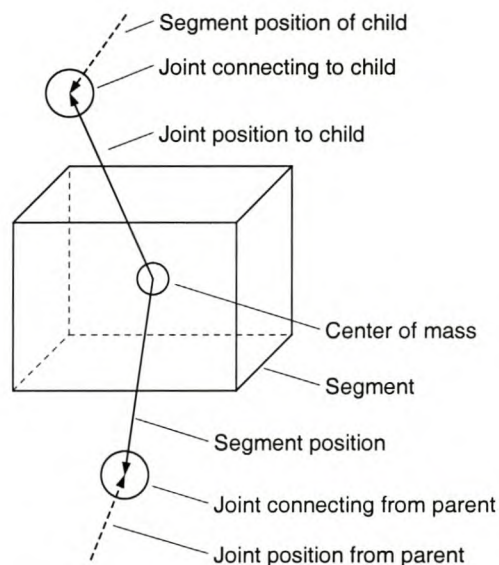 Segment position of child
Joint connecting to child
Joint position to child
Center of mass
Segment
Segment position
Joint connecting from parent
Joint position from parent